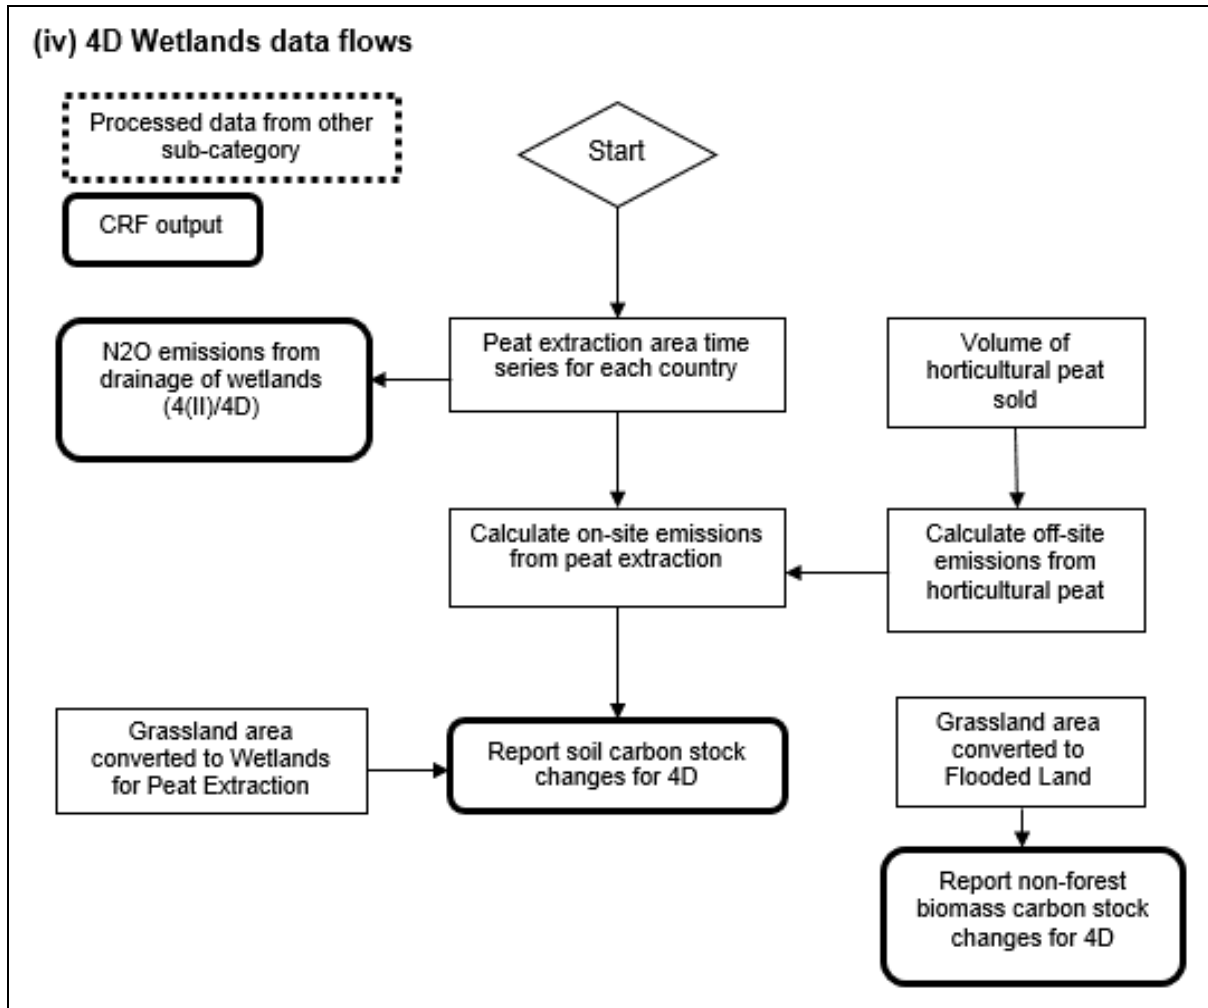 (iv) 4D Wetlands data flows
Processed data from other
sub-category
Start
CRF output
N2O emissions from
drainage of wetlands
(4(II)/4D)
Peat extraction area time
series for each country
Volume of
horticultural peat
sold
Calculate on-site emissions
from peat extraction
Calculate off-site
emissions from
horticultural peat
Grassland area
converted to Wetlands
for Peat Extraction
Report soil carbon stock
changes for 4D
Grassland area
converted to
Flooded Land
Report non-forest
biomass carbon stock
changes for 4D